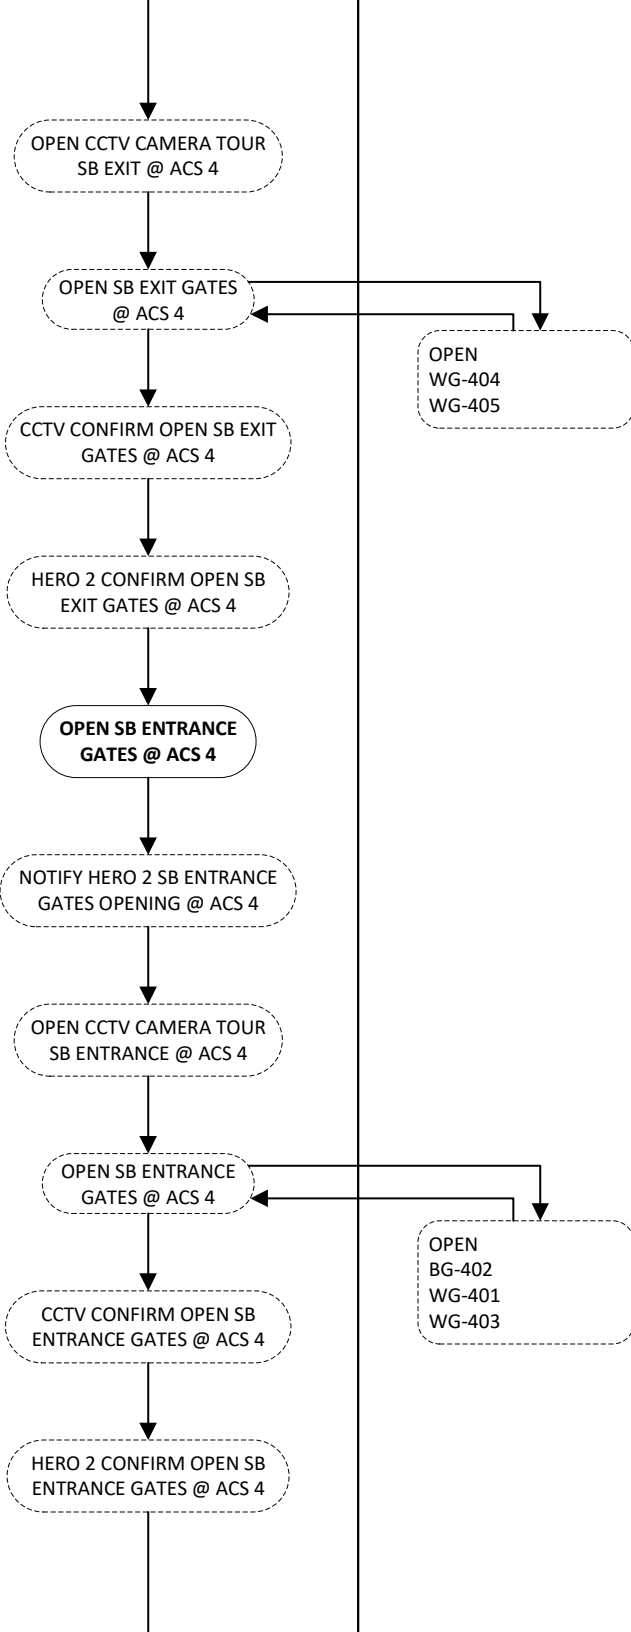 OPEN CCTV CAMERA TOUR
SB EXIT @ ACS 4
OPEN SB EXIT GATES
@ ACS 4
OPEN
WG-404
WG-405
CCTV CONFIRM OPEN SB EXIT
GATES @ ACS 4
HERO 2 CONFIRM OPEN SB
EXIT GATES @ ACS 4
OPEN SB ENTRANCE
GATES @ ACS 4
NOTIFY HERO 2 SB ENTRANCE
GATES OPENING @ ACS 4
OPEN CCTV CAMERA TOUR
SB ENTRANCE @ ACS 4
OPEN SB ENTRANCE
GATES @ ACS 4
OPEN
BG-402
WG-401
WG-403
CCTV CONFIRM OPEN SB
ENTRANCE GATES @ ACS 4
HERO 2 CONFIRM OPEN SB
ENTRANCE GATES @ ACS 4